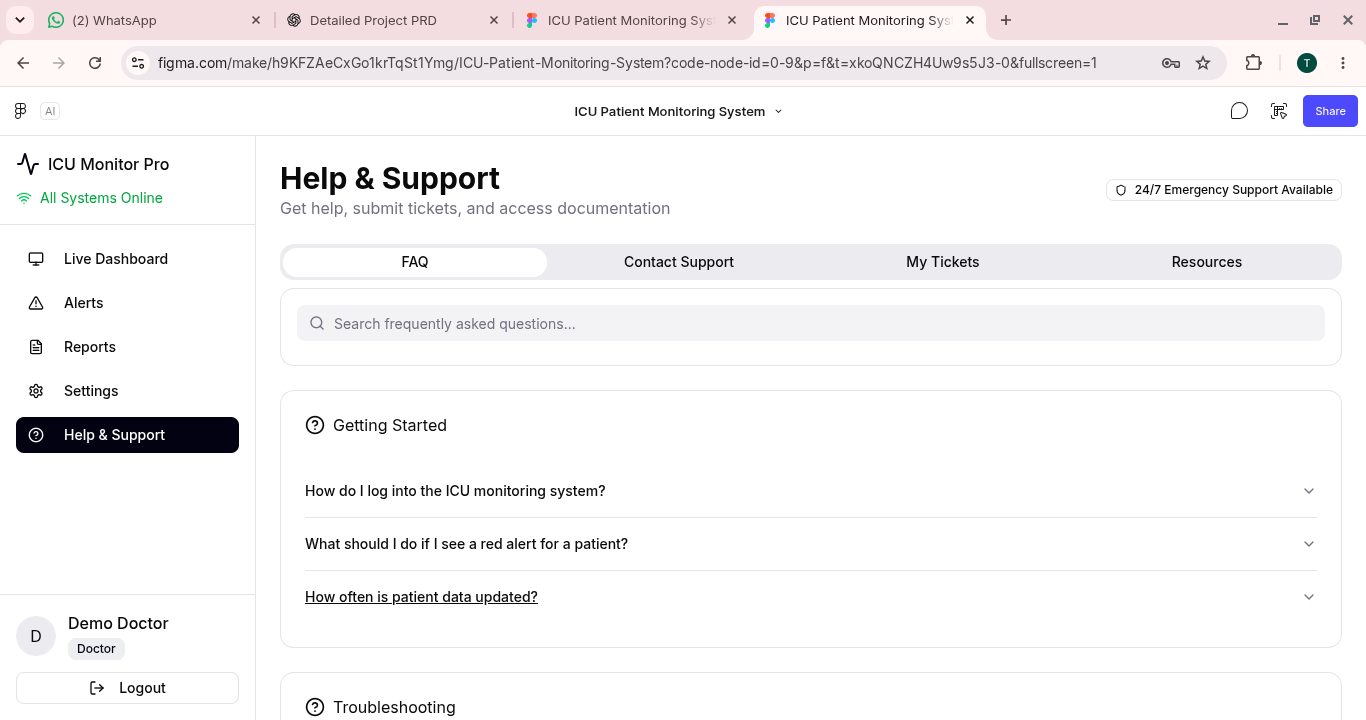 (2) WhatsApp
Detailed Project PRD
ICU Patient Monitoring Sys
ICU Patient Monitoring Sys
figma.com/make/h9KFZAeCxGo1krTqSt1Ymg/ICU-Patient-Monitoring-System?code-node-id=0-9&p=f&t=xkoQNCZH4Uw9s5J3-0&fullscreen=1
T
AI
ICU Patient Monitoring System
Share
ICU Monitor Pro
All Systems Online
Live Dashboard
Alerts
Reports
Settings
Help & Support
D
Demo Doctor
Doctor
Logout
Help & Support
Get help, submit tickets, and access documentation
24/7 Emergency Support Available
FAQ
Contact Support
My Tickets
Resources
Search frequently asked questions...
Getting Started
How do I log into the ICU monitoring system?
What should I do if I see a red alert for a patient?
How often is patient data updated?
Troubleshooting